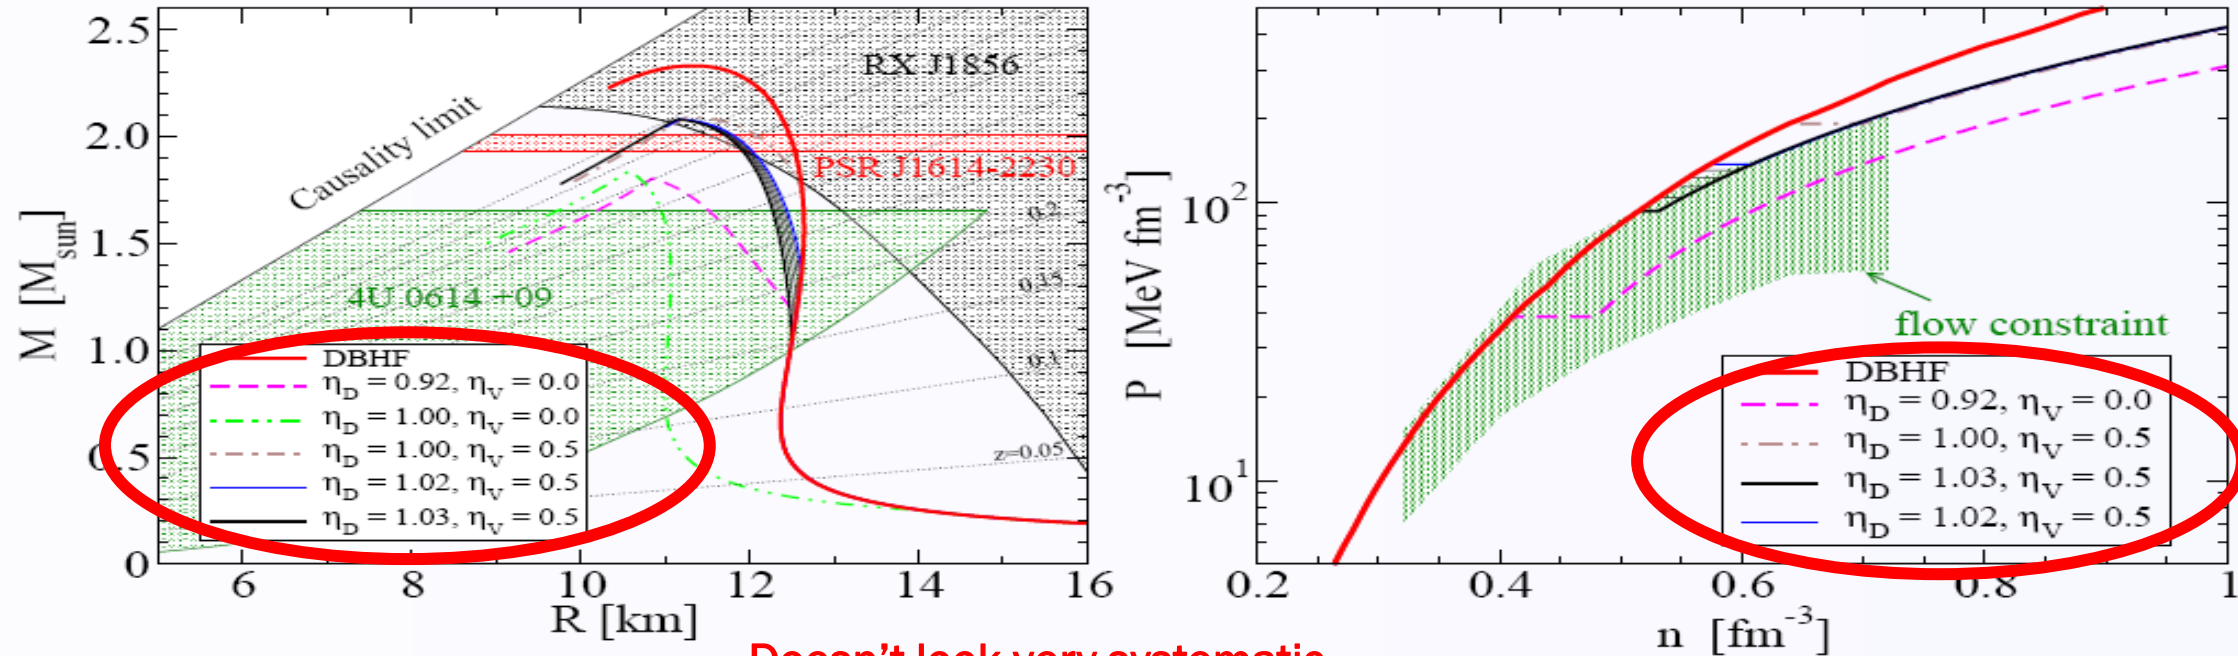 2.5
2.0
1.5
1.0
0.5
0
M [M_sun]
6 8 10 12 14 16
R [km]
Causality limit
RX J1856
PSR J1614-2230
4U 0614 +09
0.2
0.15
0.1
z=0.05
DBHF
η_D = 0.92, η_V = 0.0
η_D = 1.00, η_V = 0.0
η_D = 1.00, η_V = 0.5
η_D = 1.02, η_V = 0.5
η_D = 1.03, η_V = 0.5
P [MeV fm^-3]
10^2
10^1
0.2 0.4 0.6 0.8 1
n [fm^-3]
flow constraint
DBHF
η_D = 0.92, η_V = 0.0
η_D = 1.00, η_V = 0.5
η_D = 1.03, η_V = 0.5
η_D = 1.02, η_V = 0.5
Doesn't look very systematic